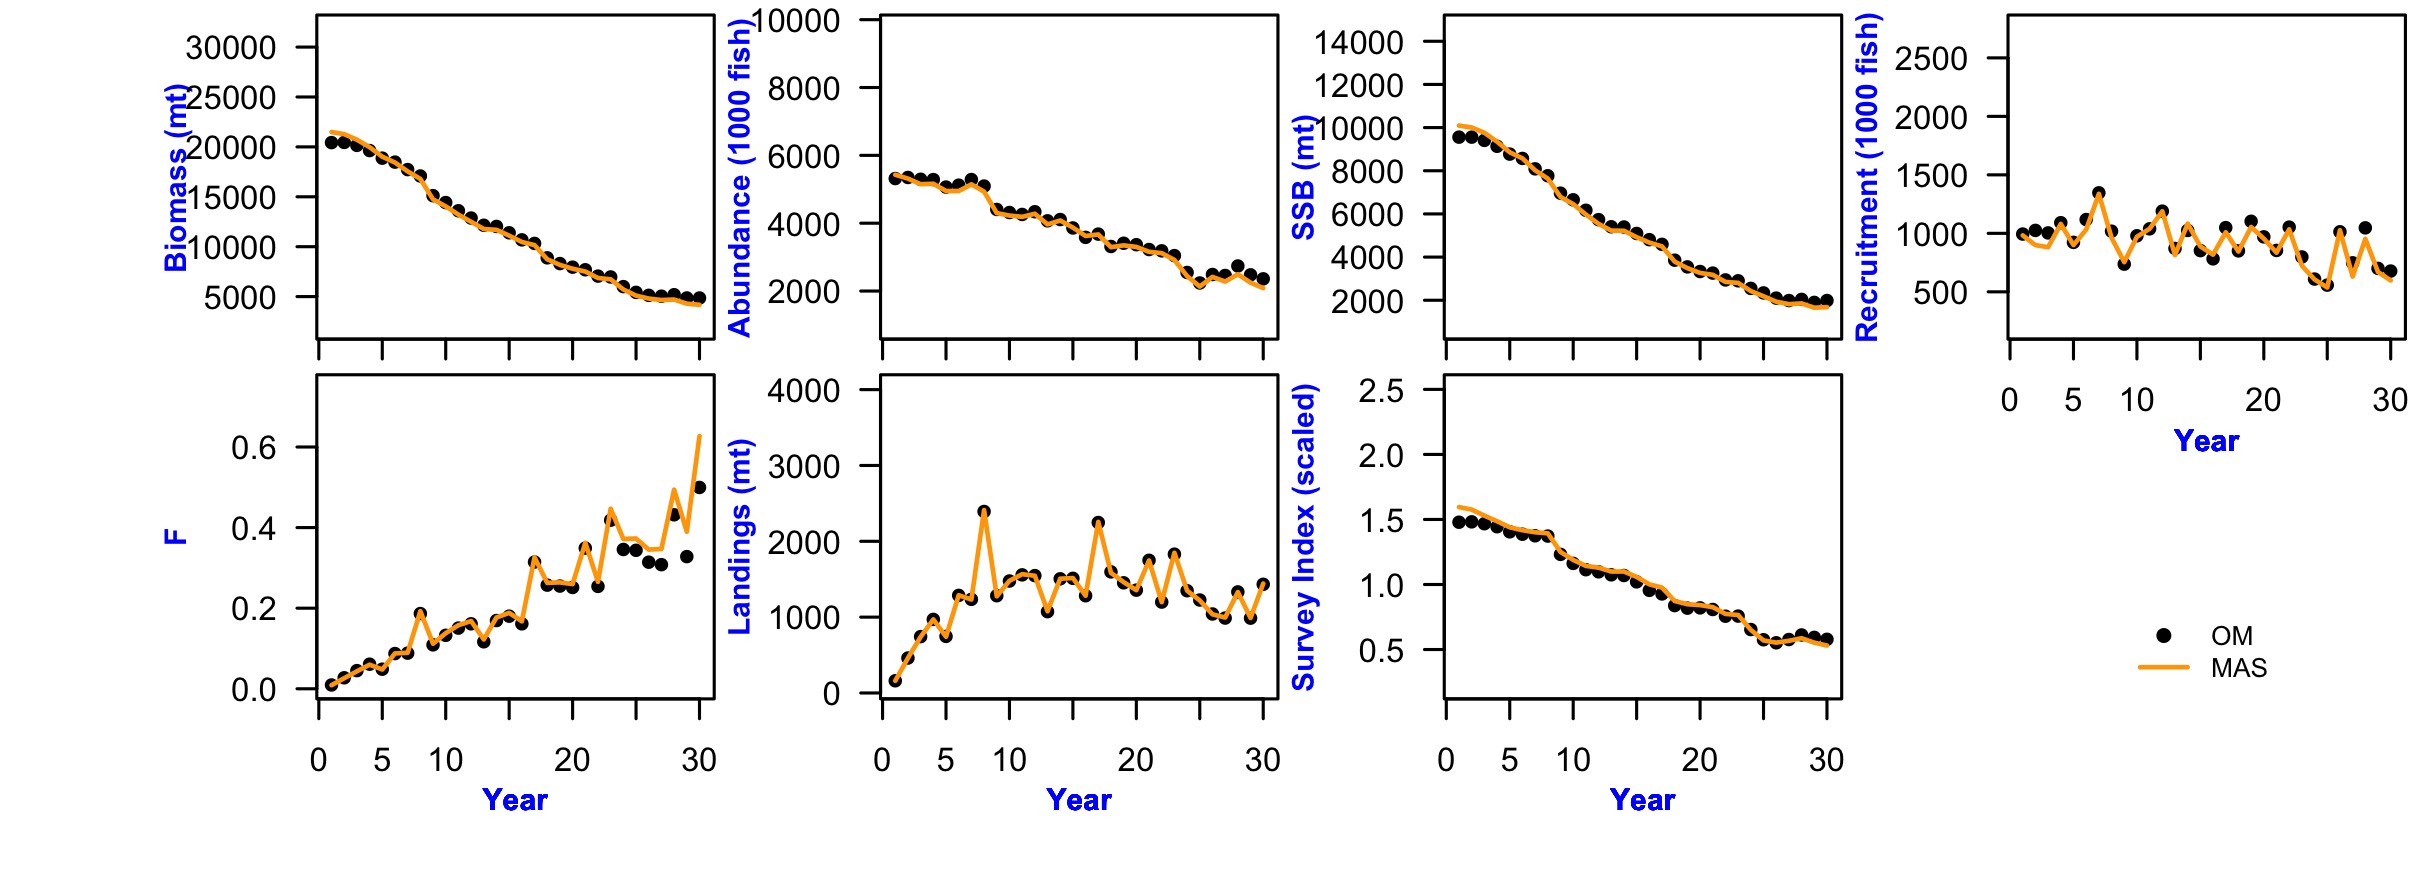 Biomass (mt)
30000
25000
20000
15000
10000
5000
Abundance (1000 fish)
10000
8000
6000
4000
2000
SSB (mt)
14000
12000
10000
8000
6000
4000
2000
Recruitment (1000 fish)
2500
2000
1500
1000
500
0 5 10 20 30
Year
F
0.6
0.4
0.2
0.0
0 5 10 20 30
Year
Landings (mt)
4000
3000
2000
1000
0
0 5 10 20 30
Year
Survey Index (scaled)
2.5
2.0
1.5
1.0
0.5
0 5 10 20 30
Year
OM
MAS